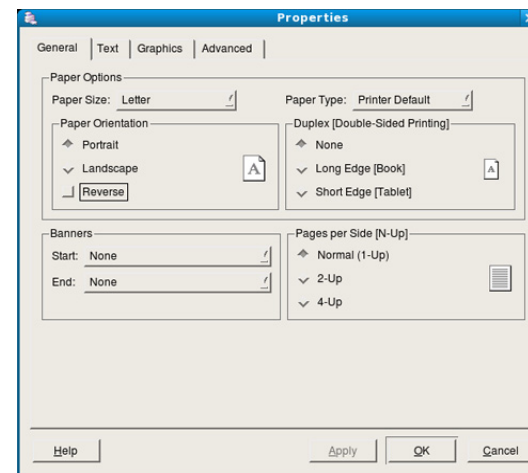 Properties
General Text Graphics Advanced
Paper Options
Paper Size: Letter
Paper Type: Printer Default
Paper Orientation
Portrait
Landscape
Reverse
A
Duplex [Double-Sided Printing]
None
Long Edge [Book]
Short Edge [Tablet]
A
Banners
Start: None
End: None
Pages per Side [N-Up]
Normal (1-Up)
2-Up
4-Up
Help Apply OK Cancel